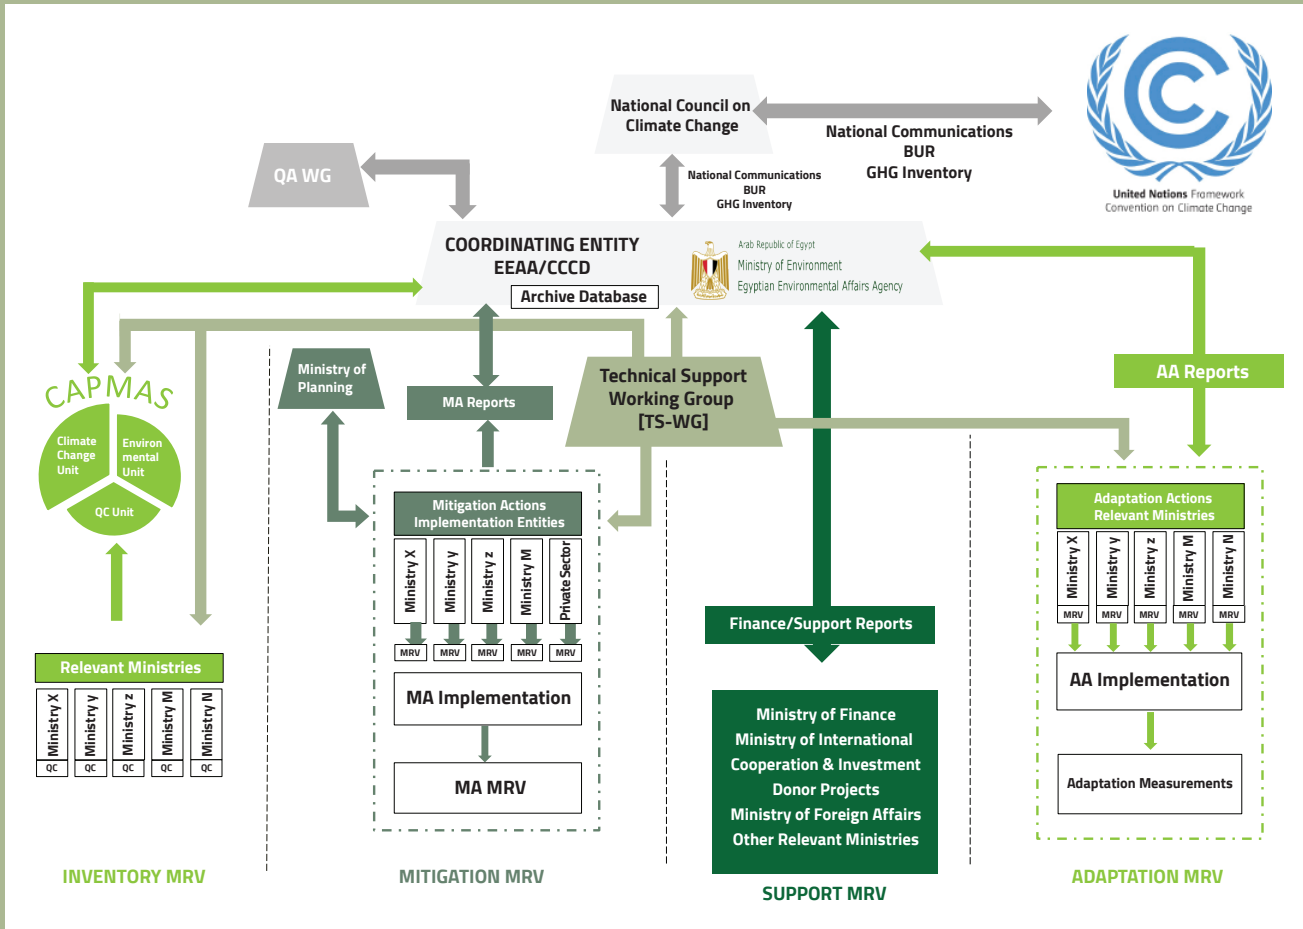 National Council on
Climate Change
National Communications
BUR
GHG Inventory
United Nations Framework
Convention on Climate Change
QA WG
National Communications
BUR
GHG Inventory
COORDINATING ENTITY
EEAA/CCCD
Archive Database
Arab Republic of Egypt
Ministry of Environment
Egyptian Environmental Affairs Agency
CAPMAS
Climate
Change
Unit
Environ
mental
Unit
QC Unit
Ministry of
Planning
MA Reports
Technical Support
Working Group
[TS-WG]
AA Reports
Relevant Ministries
Ministry X
Ministry y
Ministry z
Ministry M
Ministry N
QC
QC
QC
QC
QC
INVENTORY MRV
Mitigation Actions
Implementation Entities
Ministry X
Ministry y
Ministry z
Ministry M
Private Sector
MRV
MRV
MRV
MRV
MRV
MA Implementation
MA MRV
MITIGATION MRV
Finance/Support Reports
Ministry of Finance
Ministry of International
Cooperation & Investment
Donor Projects
Ministry of Foreign Affairs
Other Relevant Ministries
SUPPORT MRV
Adaptation Actions
Relevant Ministries
Ministry X
Ministry y
Ministry z
Ministry M
Ministry N
MRV
MRV
MRV
MRV
MRV
AA Implementation
Adaptation Measurements
ADAPTATION MRV